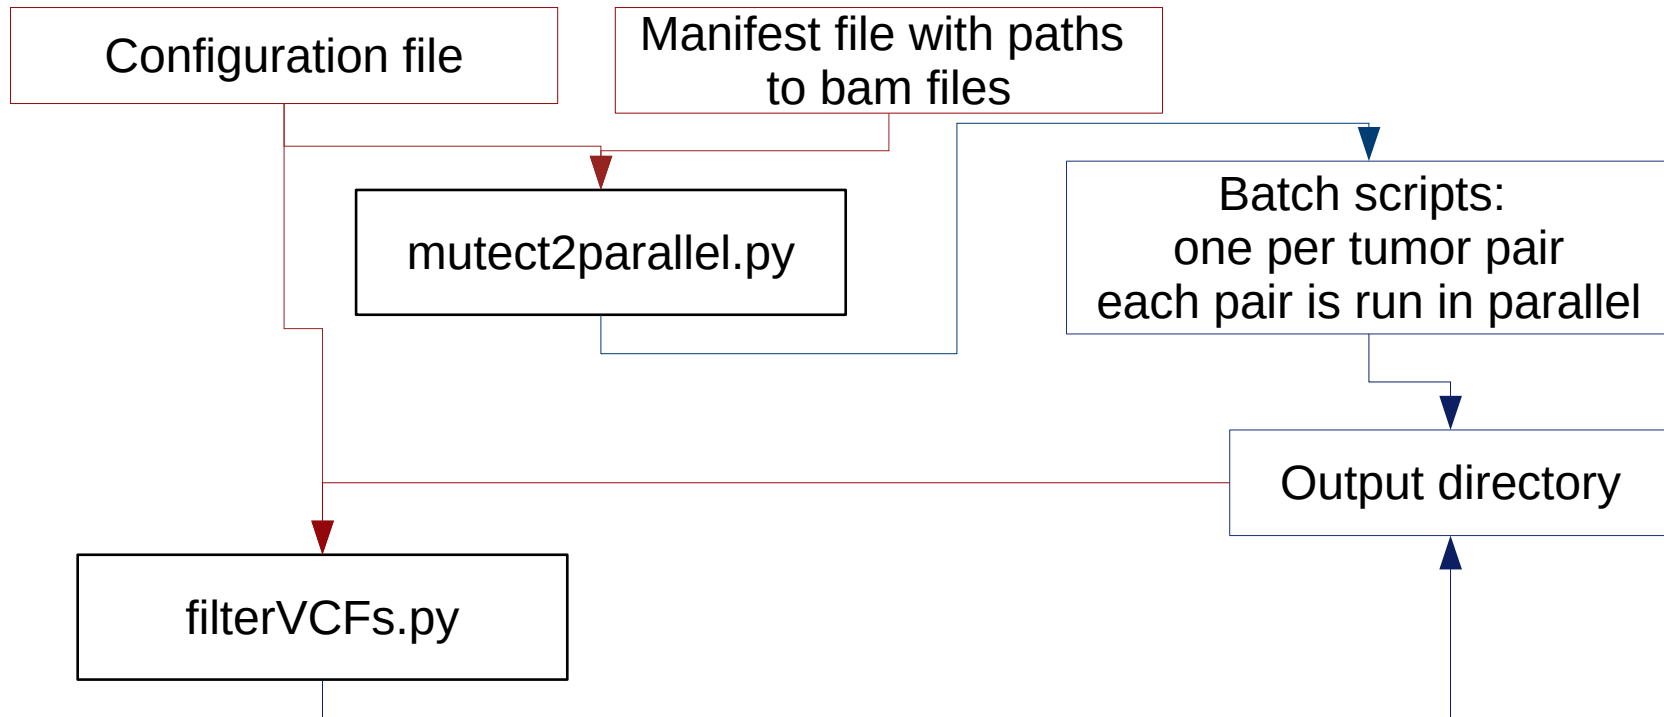 Configuration file
Manifest file with paths
to bam files
mutect2parallel.py
Batch scripts:
one per tumor pair
each pair is run in parallel
Output directory
filterVCFs.py